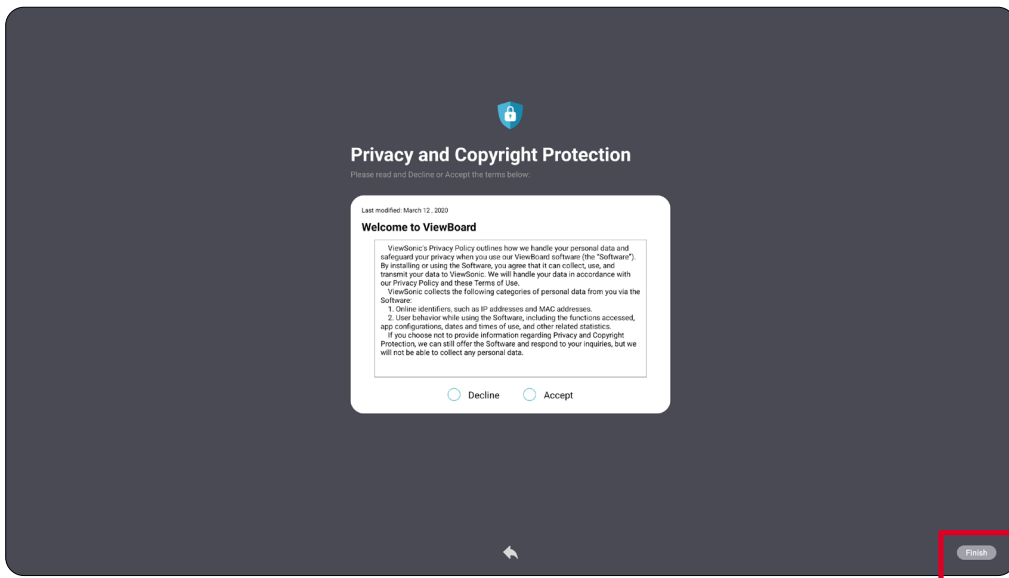 Privacy and Copyright Protection
Please read and Decline or Accept the terms below:
Last modified: March 12 , 2020
Welcome to ViewBoard
ViewSonic's Privacy Policy outlines how we handle your personal data and
safeguard your privacy when you use our ViewBoard software (the "Software").
By installing or using the Software, you agree that it can collect, use, and
transmit your data to ViewSonic. We will handle your data in accordance with
our Privacy Policy and these Terms of Use.
ViewSonic collects the following categories of personal data from you via the
Software:
1. Online identifiers, such as IP addresses and MAC addresses.
2. User behavior while using the Software, including the functions accessed,
app configurations, dates and times of use, and other related statistics.
If you choose not to provide information regarding Privacy and Copyright
Protection, we can still offer the Software and respond to your inquiries, but we
will not be able to collect any personal data.
Decline Accept
Finish